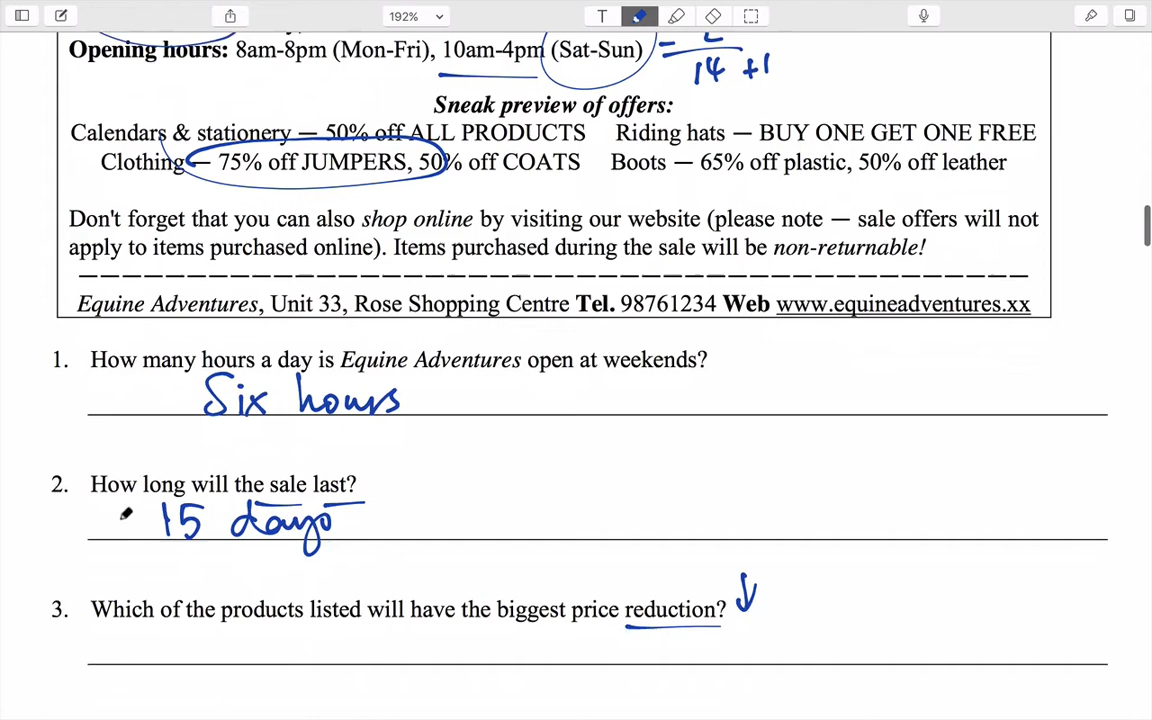 192%
T
Opening hours: 8am-8pm (Mon-Fri), 10am-4pm (Sat-Sun) =
14 +1
Sneak preview of offers:
Calendars & stationery — 50% off ALL PRODUCTS Riding hats — BUY ONE GET ONE FREE
Clothing — 75% off JUMPERS, 50% off COATS Boots — 65% off plastic, 50% off leather
Don't forget that you can also shop online by visiting our website (please note — sale offers will not
apply to items purchased online). Items purchased during the sale will be non-returnable!
Equine Adventures, Unit 33, Rose Shopping Centre Tel. 98761234 Web www.equineadventures.xx
1. How many hours a day is Equine Adventures open at weekends?
Six hours
2. How long will the sale last?
15 days
3. Which of the products listed will have the biggest price reduction?